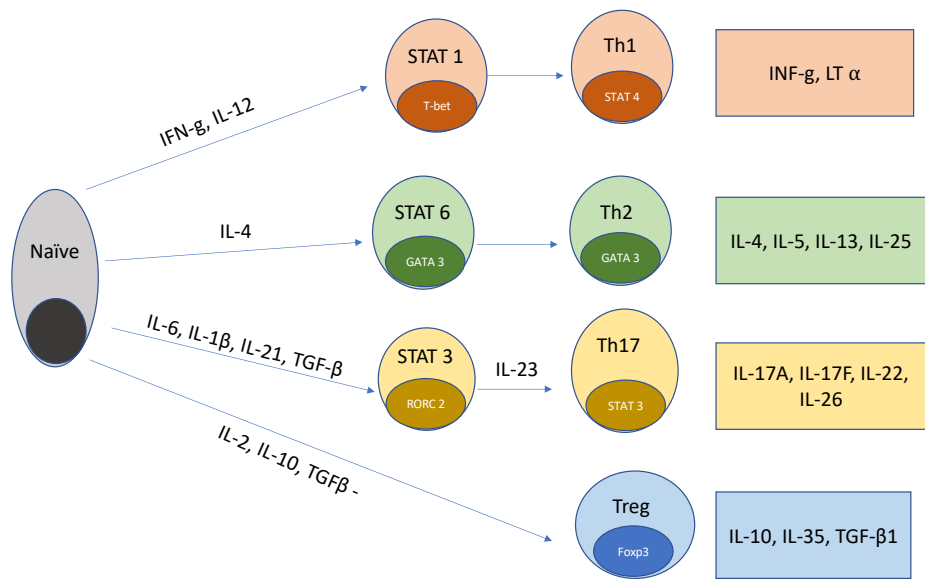 STAT 1
T-bet
Th1
STAT 4
INF-g, LT α
IFN-g, IL-12
Naïve
IL-4
STAT 6
GATA 3
Th2
GATA 3
IL-4, IL-5, IL-13, IL-25
IL-6, IL-1β, IL-21, TGF-β
STAT 3
RORC 2
IL-23
Th17
STAT 3
IL-17A, IL-17F, IL-22,
IL-26
IL-2, IL-10, TGFβ -
Treg
Foxp3
IL-10, IL-35, TGF-β1